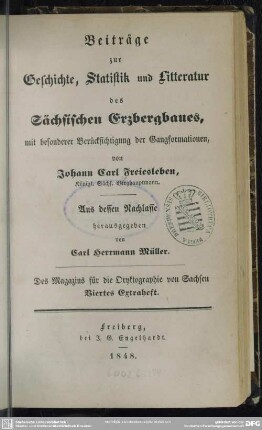 Beiträge
zur
Geschichte, Statistik und Litteratur
des
Sächsischen Erzbergbaues,
mit besonderer Berücksichtigung der Gangformationen,
von
Johann Carl Freiesleben,
Königl. Sächs. Berghauptmann.
Aus dessen Nachlasse
herausgegeben
von
Carl Herrmann Müller.
Des Magazins für die Oryktographie von Sachsen
Viertes Extraheft.
Freiberg,
bei J. G. Engelhardt.
1848.